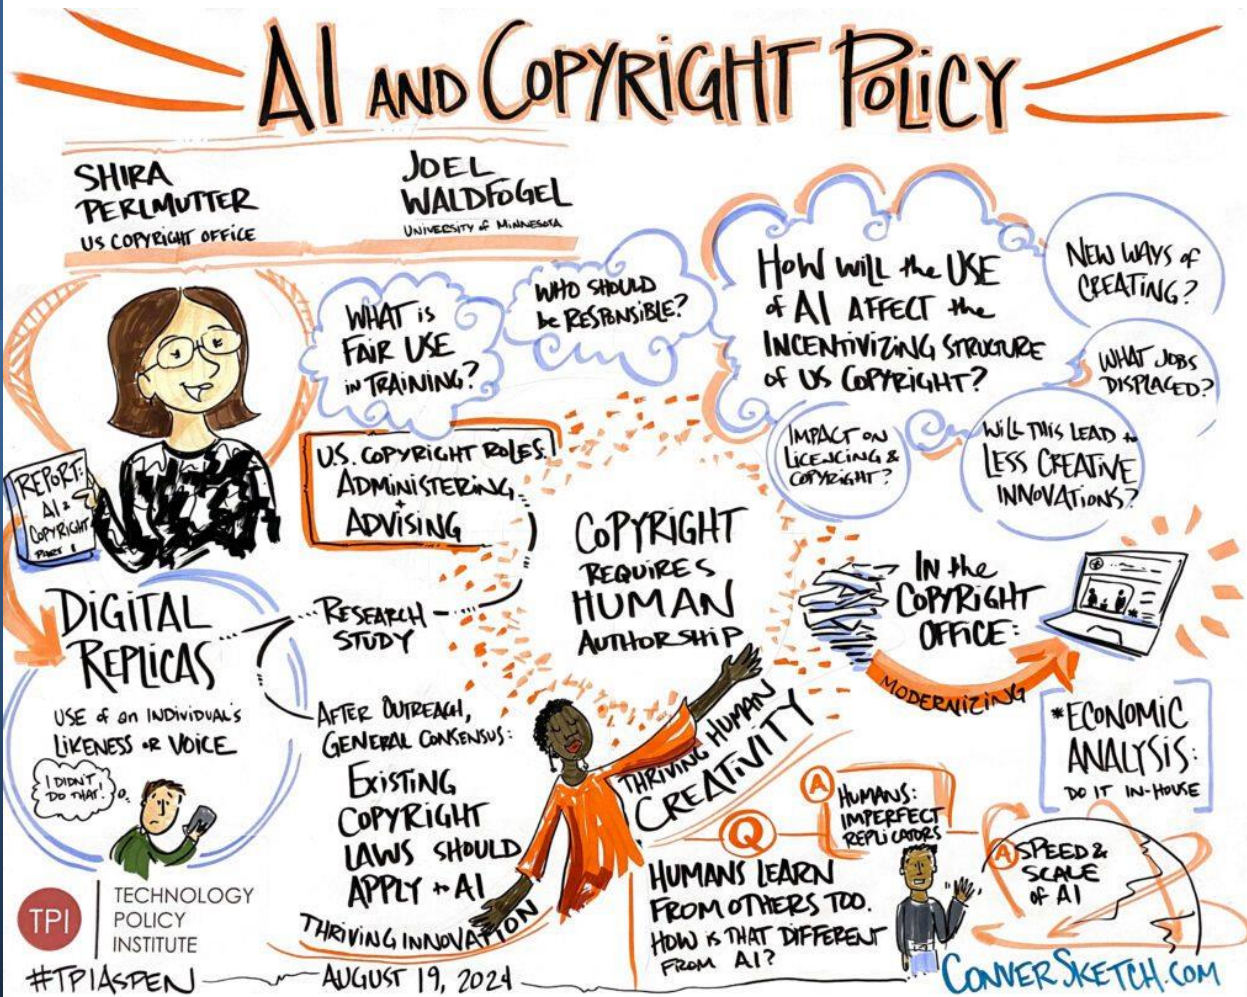 AI AND COPYRIGHT POLICY
SHIRA
PERLMUTTER
US COPYRIGHT OFFICE
JOEL
WALDFOGEL
UNIVERSITY of MINNESOTA
WHAT is
FAIR USE
in TRAINING?
WHO SHOULD
be RESPONSIBLE?
HOW WILL the USE
of AI AFFECT the
INCENTIVIZING STRUCTURE
of US COPYRIGHT?
NEW WAYS of
CREATING?
WHAT JOBS
DISPLACED?
IMPACT ON
LICENCING &
COPYRIGHT?
WILL THIS LEAD to
LESS CREATIVE
INNOVATIONS?
REPORT:
AI &
COPYRIGHT
PART 1
U.S. COPYRIGHT ROLES:
ADMINISTERING
+
ADVISING
COPYRIGHT
REQUIRES
HUMAN
AUTHORSHIP
IN the
COPYRIGHT
OFFICE:
MODERNIZING
*ECONOMIC
ANALYSIS:
DO IT IN-HOUSE
DIGITAL
REPLICAS
USE of an INDIVIDUAL'S
LIKENESS OR VOICE
I DIDN'T
DO THAT!
RESEARCH
STUDY
AFTER OUTREACH,
GENERAL CONSENSUS:
EXISTING
COPYRIGHT
LAWS SHOULD
APPLY to AI
THRIVING INNOVATION
THRIVING HUMAN
CREATIVITY
Q
HUMANS LEARN
FROM OTHERS TOO.
HOW IS THAT DIFFERENT
FROM AI?
A
HUMANS:
IMPERFECT
REPLICATORS
A
SPEED &
SCALE
of AI
TPI
TECHNOLOGY
POLICY
INSTITUTE
#TPIASPEN
AUGUST 19, 2024
CONVERSKETCH.COM